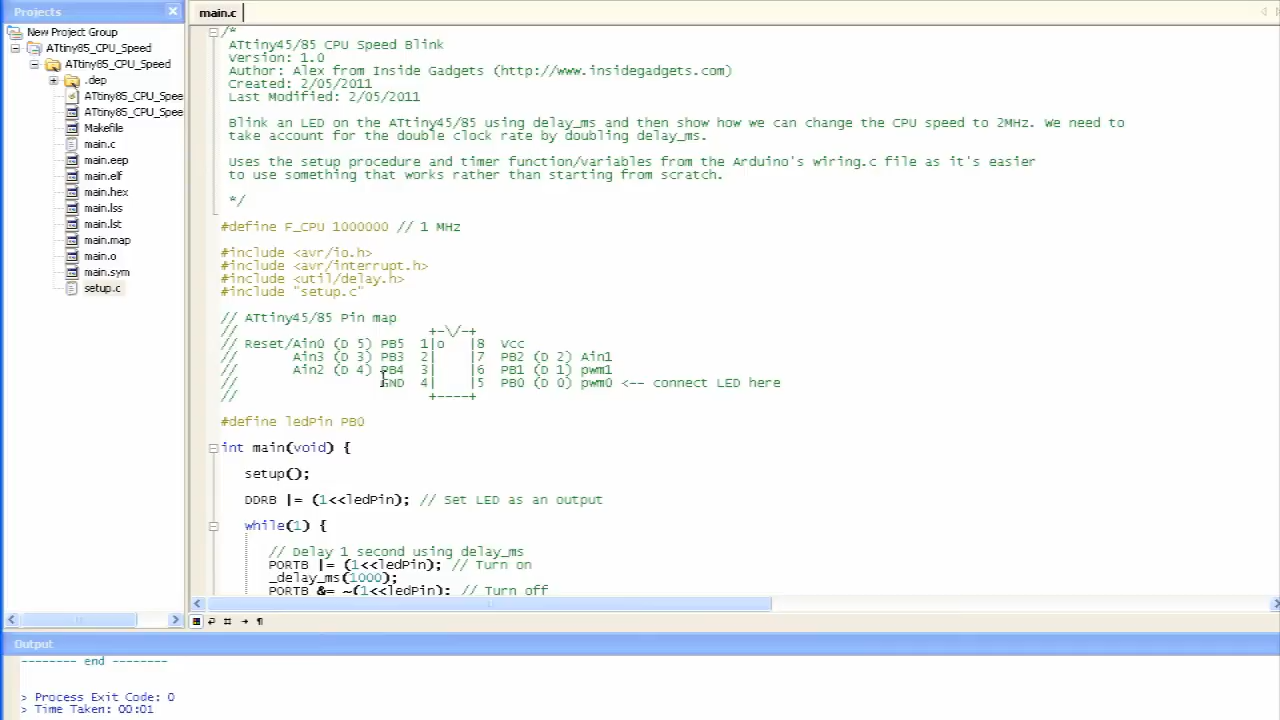 Projects
New Project Group
ATtiny85_CPU_Speed
ATtiny85_CPU_Speed
.dep
ATtiny85_CPU_Spee
ATtiny85_CPU_Spee
Makefile
main.c
main.eep
main.elf
main.hex
main.lss
main.lst
main.map
main.o
main.sym
setup.c
main.c
/*
ATtiny45/85 CPU Speed Blink
Version: 1.0
Author: Alex from Inside Gadgets (http://www.insidegadgets.com)
Created: 2/05/2011
Last Modified: 2/05/2011
Blink an LED on the ATtiny45/85 using delay_ms and then show how we can change the CPU speed to 2MHz. We need to
take account for the double clock rate by doubling delay_ms.
Uses the setup procedure and timer function/variables from the Arduino's wiring.c file as it's easier
to use something that works rather than starting from scratch.
*/
#define F_CPU 1000000 // 1 MHz
#include <avr/io.h>
#include <avr/interrupt.h>
#include <util/delay.h>
#include "setup.c"
// ATtiny45/85 Pin map
//                        +-\/-+
// Reset/Ain0 (D 5) PB5  1|o   |8  Vcc
//       Ain3 (D 3) PB3  2|    |7  PB2 (D 2) Ain1
//       Ain2 (D 4) PB4  3|    |6  PB1 (D 1) pwm1
//                  GND  4|    |5  PB0 (D 0) pwm0 <-- connect LED here
//                        +----+
#define ledPin PB0
int main(void) {
setup();
DDRB |= (1<<ledPin); // Set LED as an output
while(1) {
// Delay 1 second using delay_ms
PORTB |= (1<<ledPin); // Turn on
_delay_ms(1000);
PORTB &= ~(1<<ledPin); // Turn off
Output
-------- end --------
> Process Exit Code: 0
> Time Taken: 00:01